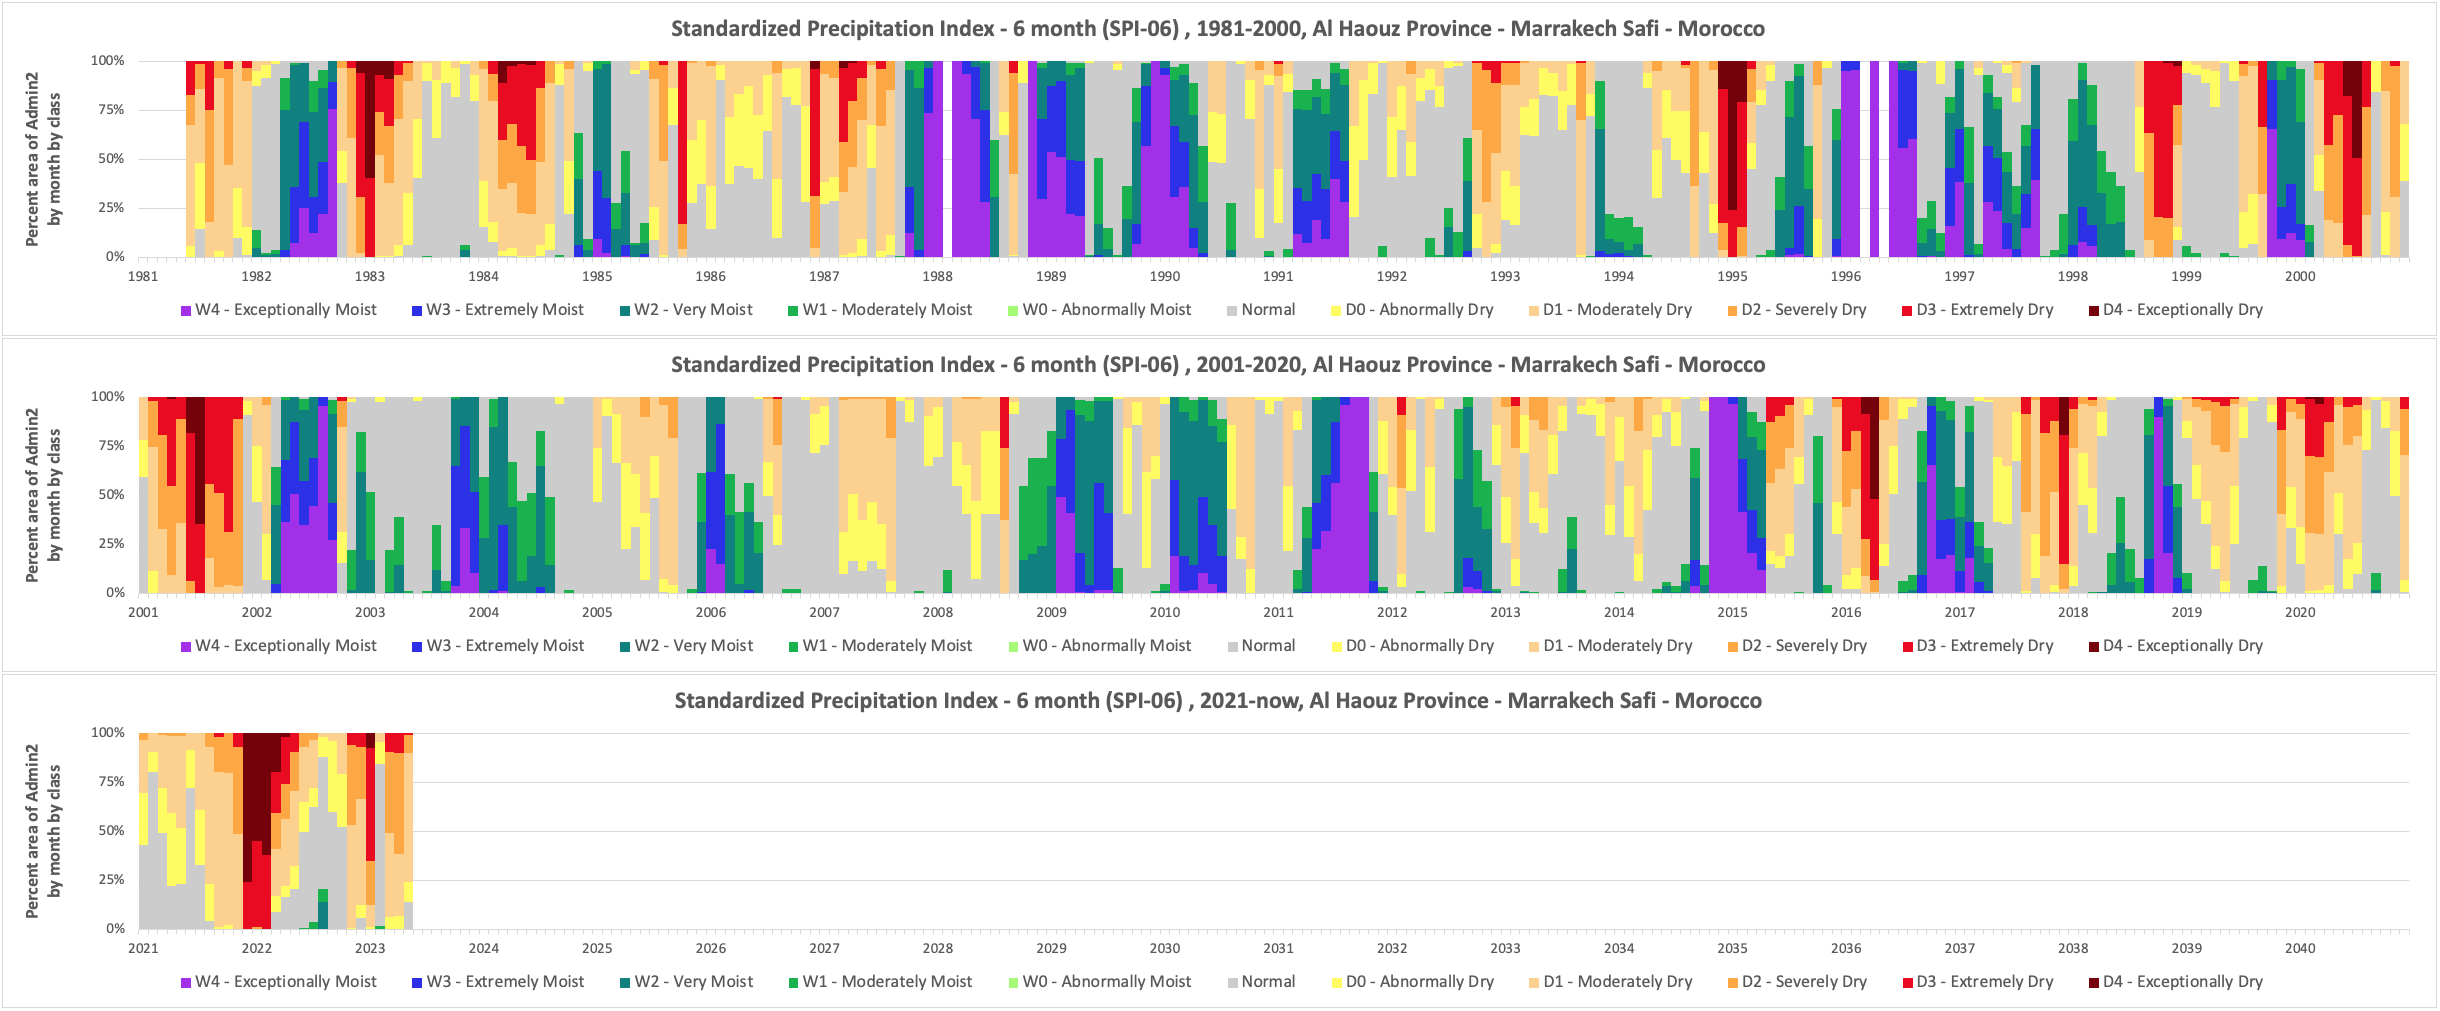 Standardized Precipitation Index - 6 month (SPI-06) , 1981-2000, Al Haouz Province - Marrakech Safi - Morocco
Percent area of Admin2
by month by class
100%
75%
50%
25%
0%
1981 1982 1983 1984 1985 1986 1987 1988 1989 1990 1991 1992 1993 1994 1995 1996 1997 1998 1999 2000
W4 - Exceptionally Moist W3 - Extremely Moist W2 - Very Moist W1 - Moderately Moist W0 - Abnormally Moist Normal D0 - Abnormally Dry D1 - Moderately Dry D2 - Severely Dry D3 - Extremely Dry D4 - Exceptionally Dry
Standardized Precipitation Index - 6 month (SPI-06) , 2001-2020, Al Haouz Province - Marrakech Safi - Morocco
Percent area of Admin2
by month by class
100%
75%
50%
25%
0%
2001 2002 2003 2004 2005 2006 2007 2008 2009 2010 2011 2012 2013 2014 2015 2016 2017 2018 2019 2020
W4 - Exceptionally Moist W3 - Extremely Moist W2 - Very Moist W1 - Moderately Moist W0 - Abnormally Moist Normal D0 - Abnormally Dry D1 - Moderately Dry D2 - Severely Dry D3 - Extremely Dry D4 - Exceptionally Dry
Standardized Precipitation Index - 6 month (SPI-06) , 2021-now, Al Haouz Province - Marrakech Safi - Morocco
Percent area of Admin2
by month by class
100%
75%
50%
25%
0%
2021 2022 2023 2024 2025 2026 2027 2028 2029 2030 2031 2032 2033 2034 2035 2036 2037 2038 2039 2040
W4 - Exceptionally Moist W3 - Extremely Moist W2 - Very Moist W1 - Moderately Moist W0 - Abnormally Moist Normal D0 - Abnormally Dry D1 - Moderately Dry D2 - Severely Dry D3 - Extremely Dry D4 - Exceptionally Dry